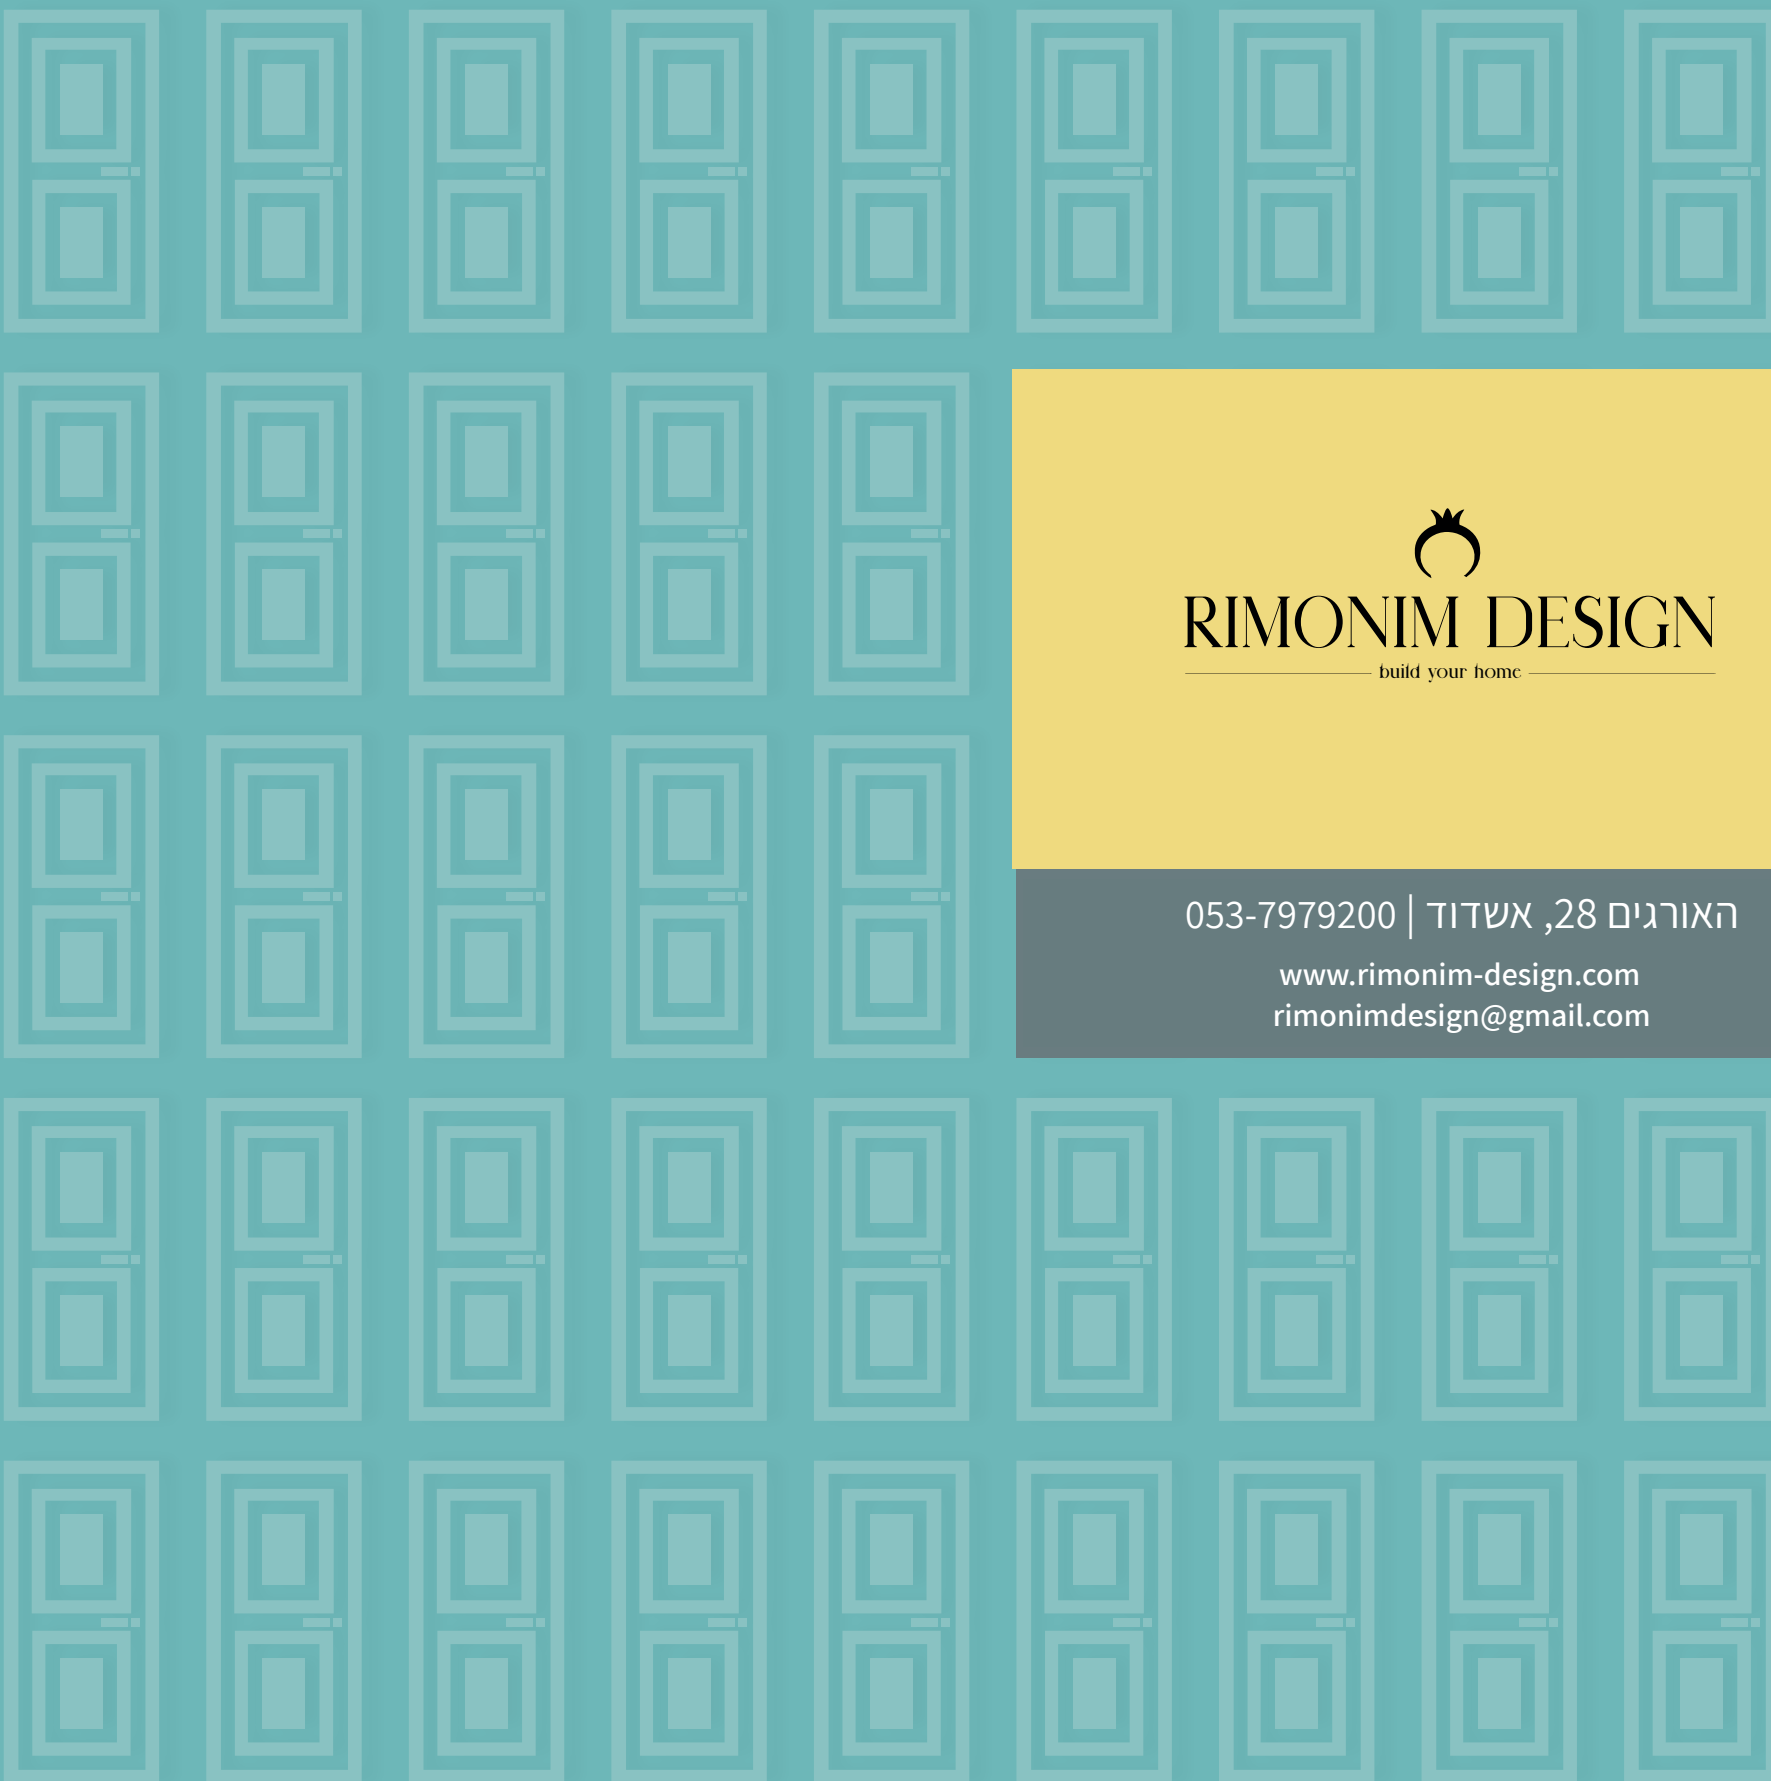 RIMONIM DESIGN
build your home
האורגים 28, אשדוד | 053-7979200
www.rimonim-design.com
rimonimdesign@gmail.com